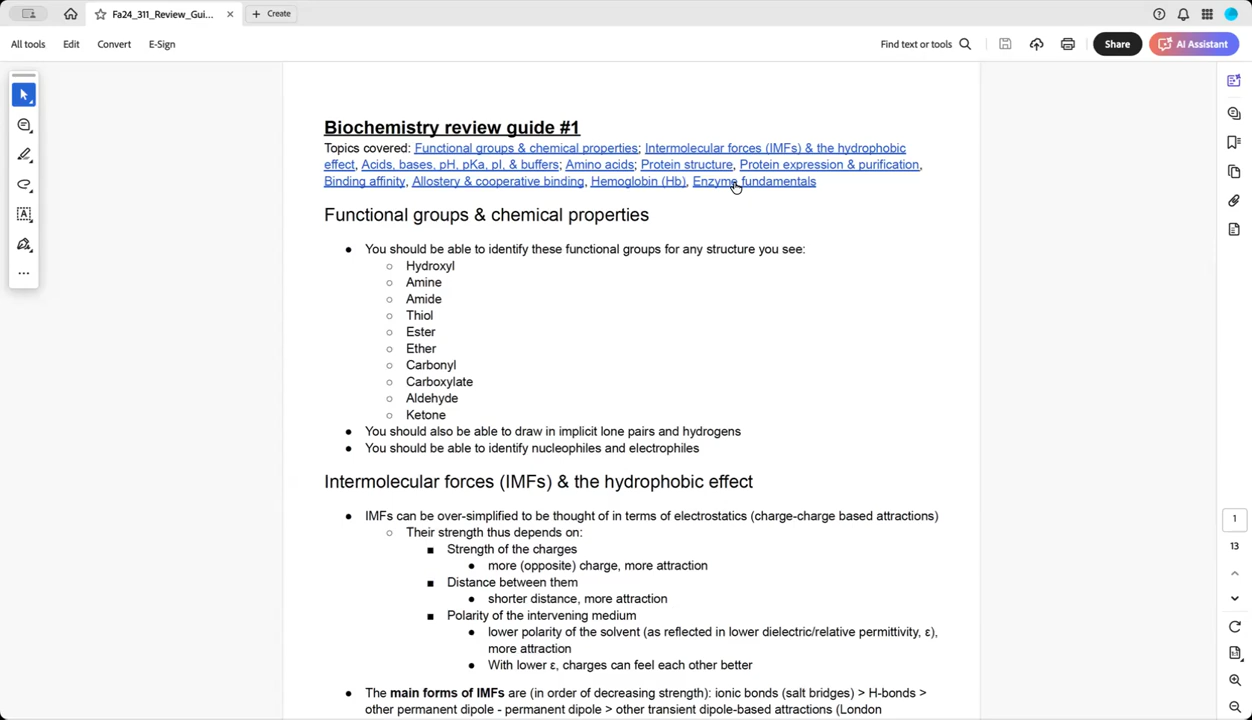 Fa24_311_Review_Gui...
Create
All tools
Edit
Convert
E-Sign
Find text or tools
Share
AI Assistant
Biochemistry review guide #1
Topics covered: Functional groups & chemical properties; Intermolecular forces (IMFs) & the hydrophobic
effect, Acids, bases, pH, pKa, pI, & buffers; Amino acids; Protein structure, Protein expression & purification,
Binding affinity, Allostery & cooperative binding, Hemoglobin (Hb), Enzyme fundamentals
Functional groups & chemical properties
● You should be able to identify these functional groups for any structure you see:
○ Hydroxyl
○ Amine
○ Amide
○ Thiol
○ Ester
○ Ether
○ Carbonyl
○ Carboxylate
○ Aldehyde
○ Ketone
● You should also be able to draw in implicit lone pairs and hydrogens
● You should be able to identify nucleophiles and electrophiles
Intermolecular forces (IMFs) & the hydrophobic effect
● IMFs can be over-simplified to be thought of in terms of electrostatics (charge-charge based attractions)
○ Their strength thus depends on:
■ Strength of the charges
● more (opposite) charge, more attraction
■ Distance between them
● shorter distance, more attraction
■ Polarity of the intervening medium
● lower polarity of the solvent (as reflected in lower dielectric/relative permittivity, ε),
more attraction
● With lower ε, charges can feel each other better
● The main forms of IMFs are (in order of decreasing strength): ionic bonds (salt bridges) > H-bonds >
other permanent dipole - permanent dipole > other transient dipole-based attractions (London
1
13